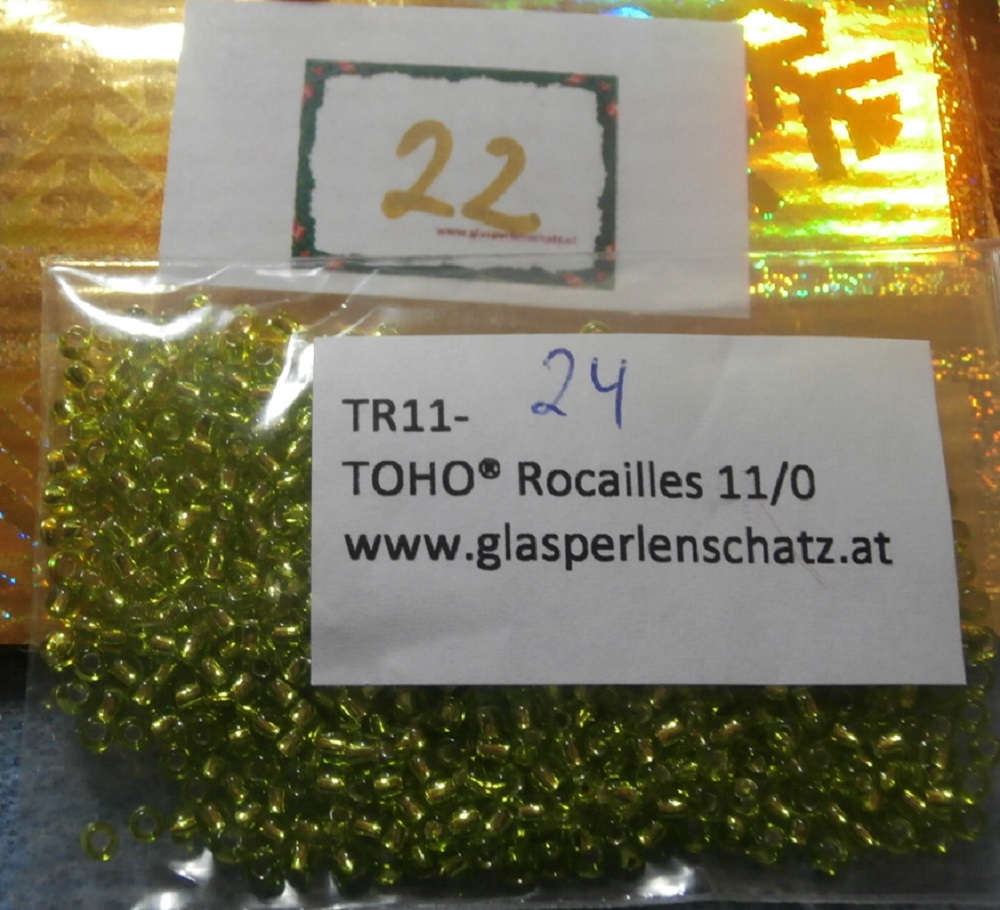 22
www.glasperlenschatz.at
TR11- 24
TOHO® Rocailles 11/0
www.glasperlenschatz.at